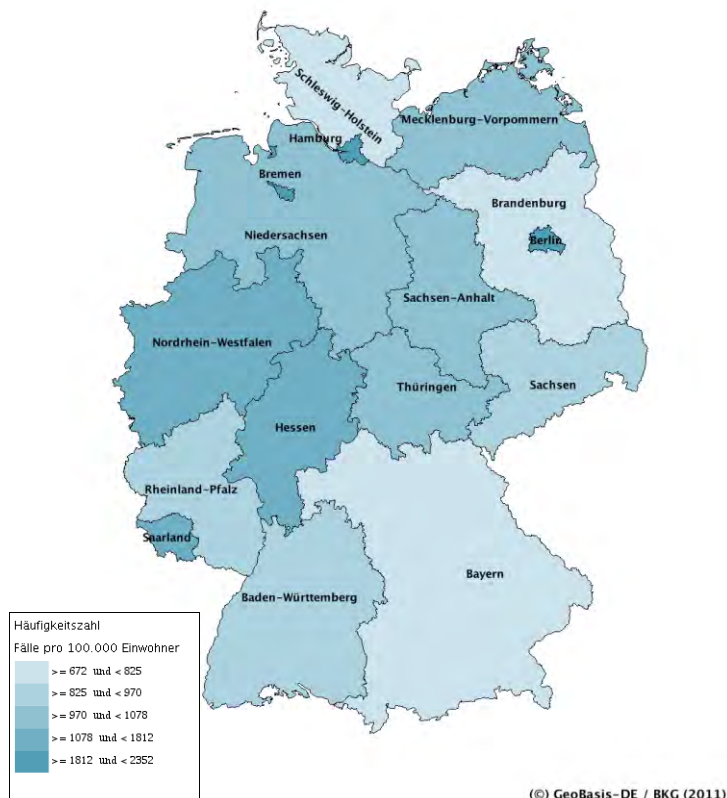 Schleswig-Holstein
Mecklenburg-Vorpommern
Hamburg
Bremen
Brandenburg
Niedersachsen
Berlin
Sachsen-Anhalt
Nordrhein-Westfalen
Thüringen
Sachsen
Hessen
Rheinland-Pfalz
Saarland
Bayern
Baden-Württemberg
Häufigkeitszahl
Fälle pro 100.000 Einwohner
>= 672 und < 825
>= 825 und < 970
>= 970 und < 1078
>= 1078 und < 1812
>= 1812 und < 2352
(©) GeoBasis-DE / BKG (2011)